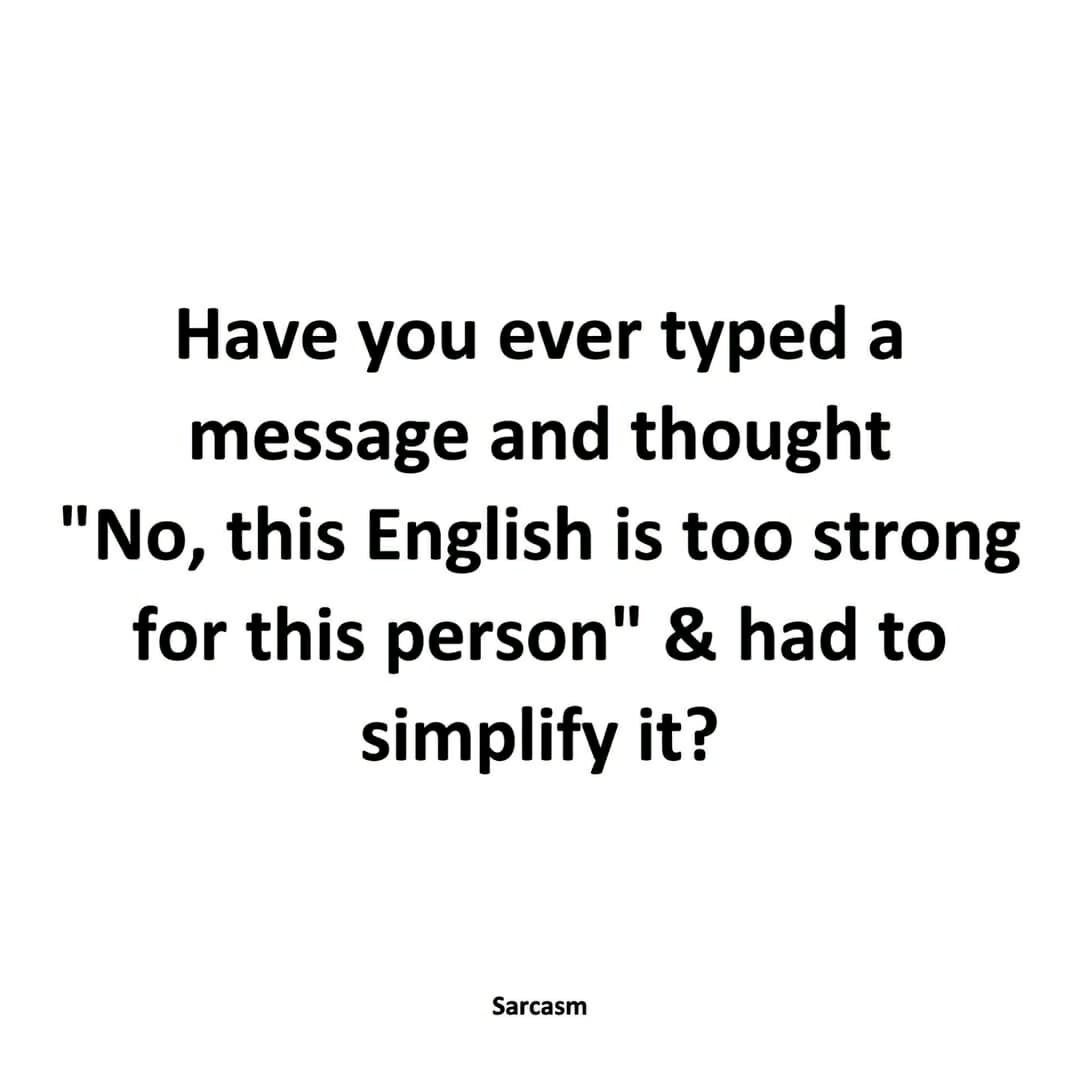 Have you ever typed a
message and thought
"No, this English is too strong
for this person" & had to
simplify it?
Sarcasm